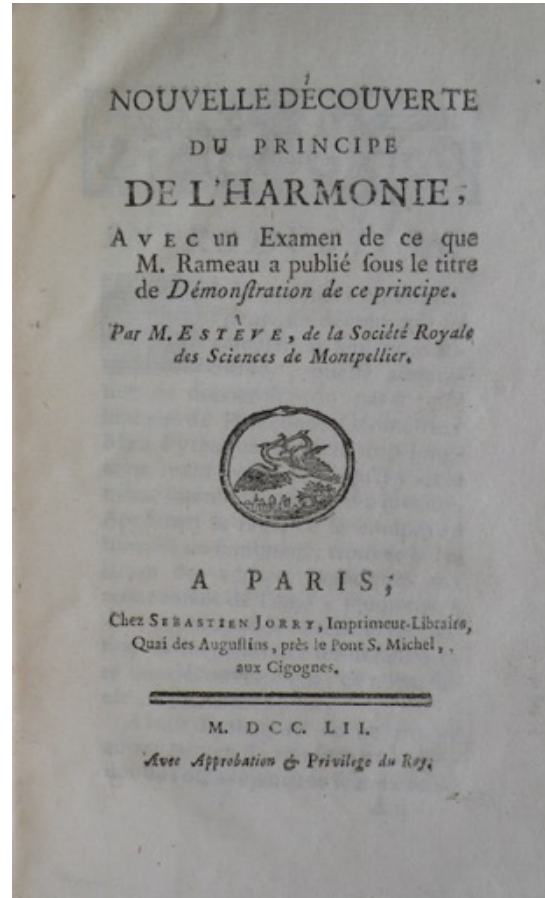 NOUVELLE DÉCOUVERTE
DU PRINCIPE
DE L'HARMONIE,
AVEC un Examen de ce que
M. Rameau a publié ſous le titre
de Démonſtration de ce principe.
Par M. ESTÈVE, de la Société Royale
des Sciences de Montpellier.
A PARIS;
Chez SEBASTIEN JORRY, Imprimeur-Libraire,
Quai des Auguſtins, près le Pont S. Michel,
aux Cigognes.
M. DCC. LII.
Avec Approbation & Privilege du Roy.